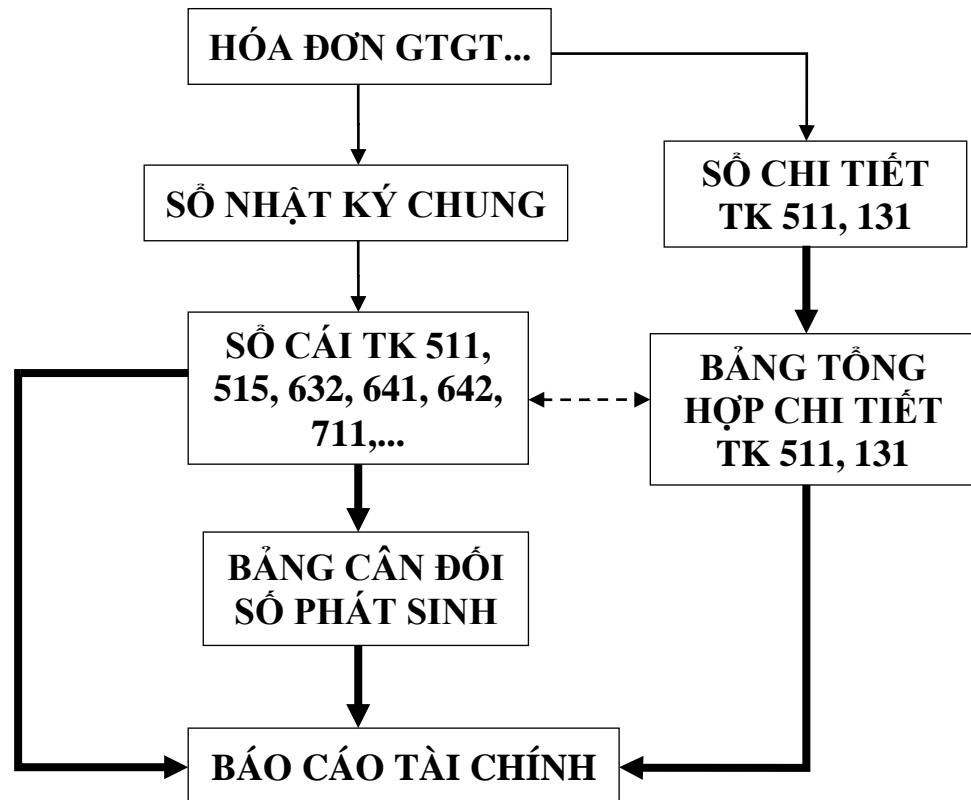 HÓA ĐƠN GTGT...
SỔ NHẬT KÝ CHUNG
SỔ CHI TIẾT
TK 511, 131
SỔ CÁI TK 511,
515, 632, 641, 642,
711,...
BẢNG TỔNG
HỢP CHI TIẾT
TK 511, 131
BẢNG CÂN ĐỐI
SỐ PHÁT SINH
BÁO CÁO TÀI CHÍNH